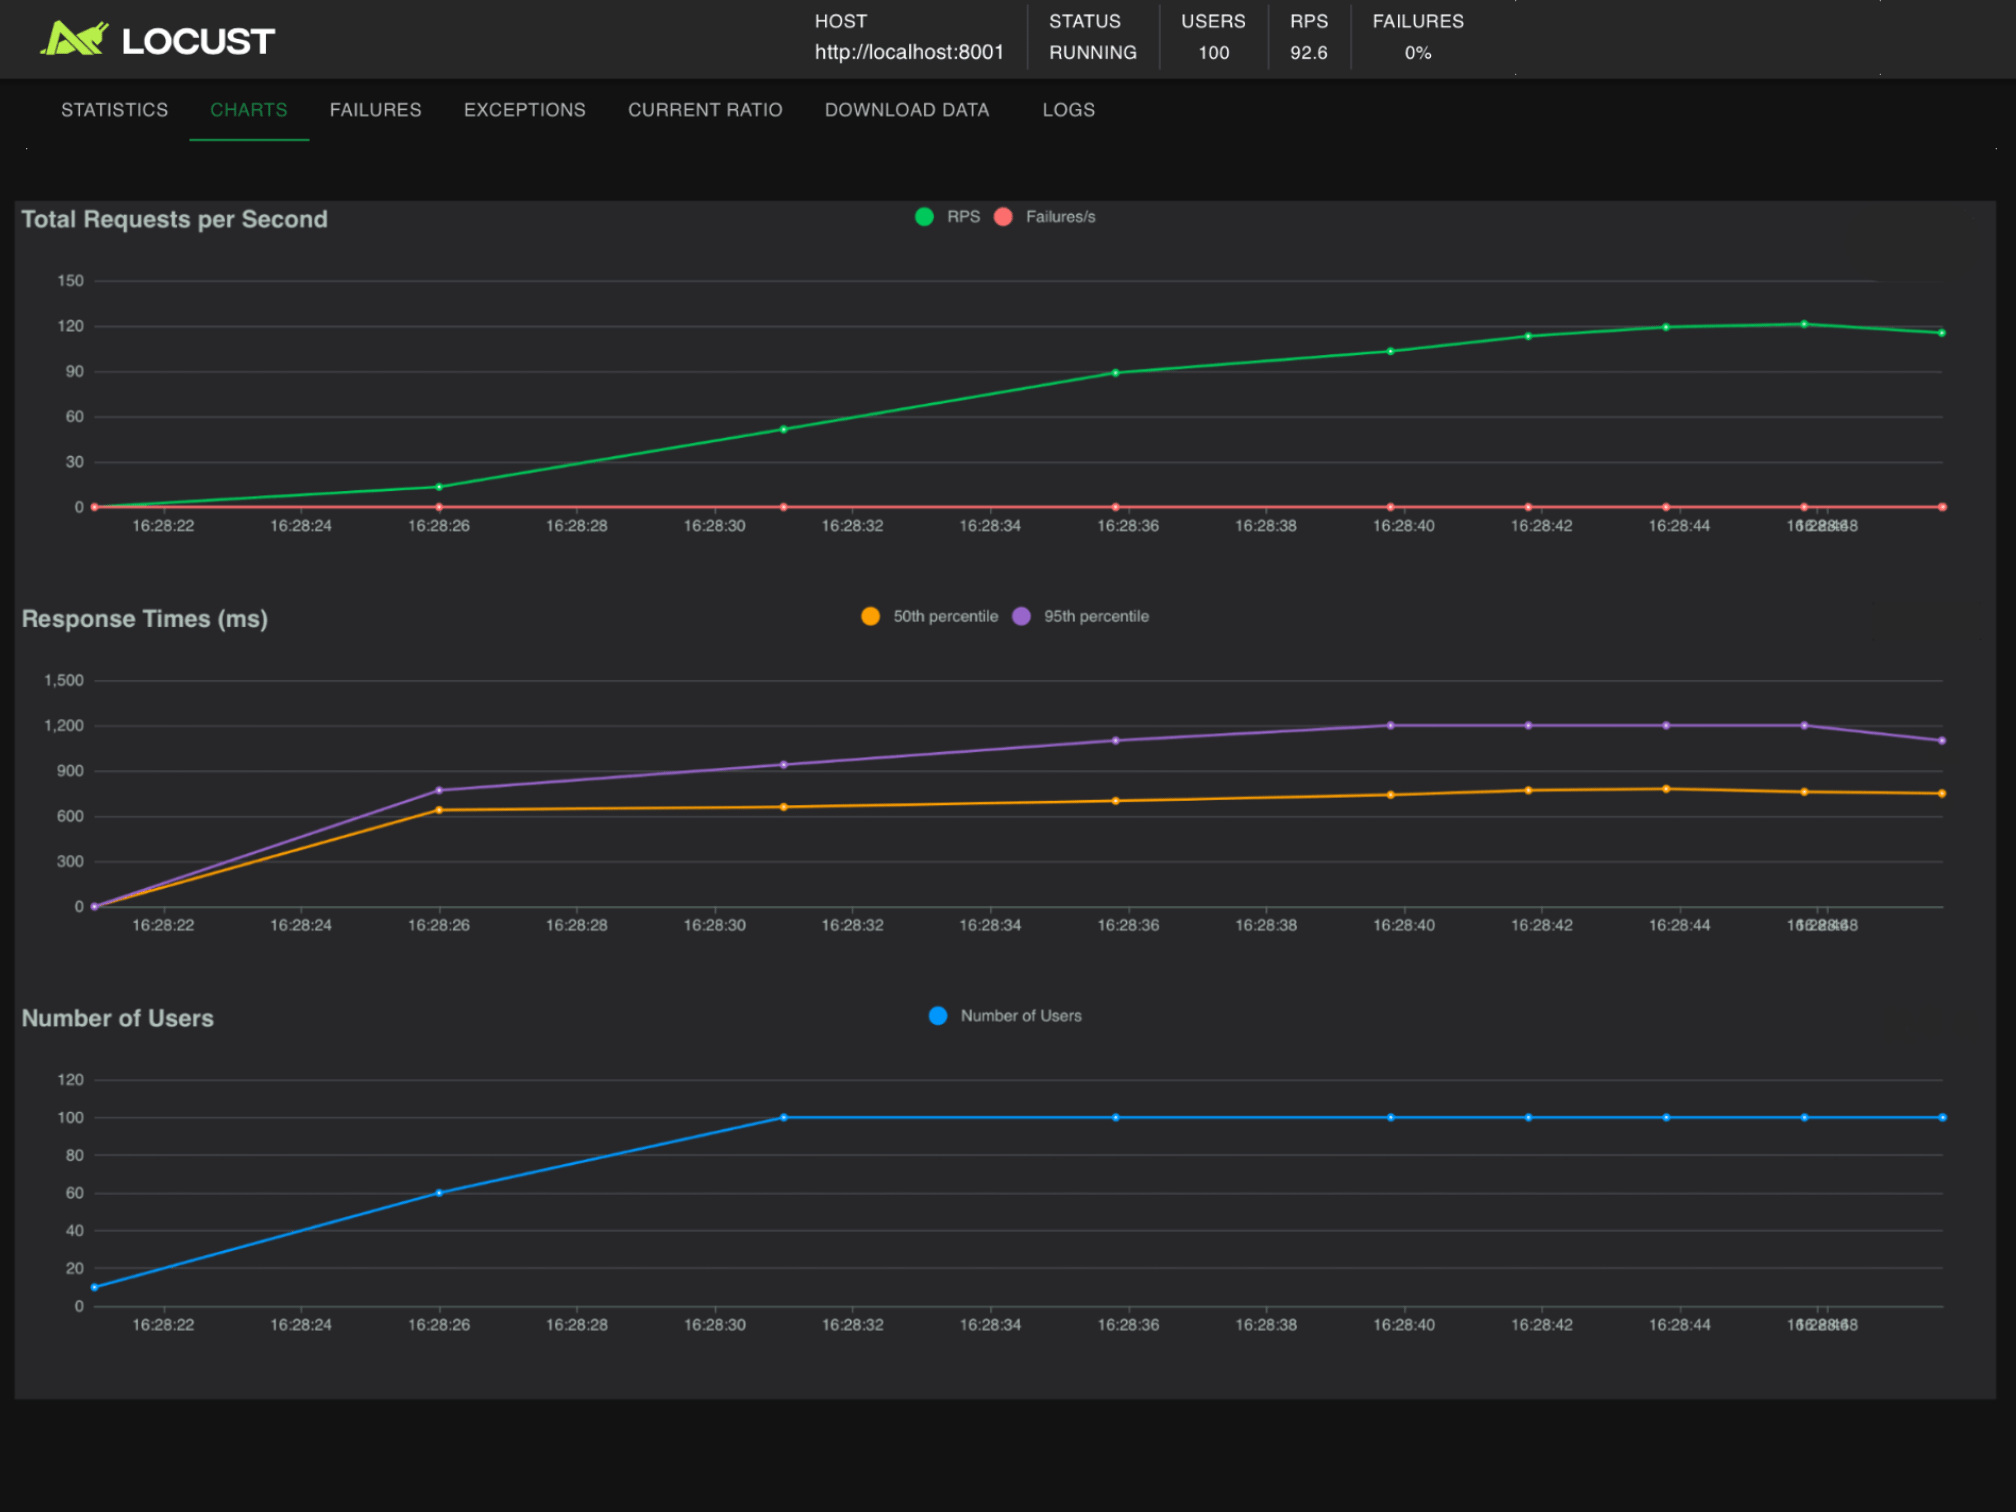 LOCUST
HOST
http://localhost:8001
STATUS
RUNNING
USERS
100
RPS
92.6
FAILURES
0%
STATISTICS CHARTS FAILURES EXCEPTIONS CURRENT RATIO DOWNLOAD DATA LOGS
Total Requests per Second
RPS Failures/s
150
120
90
60
30
0
16:28:22 16:28:24 16:28:26 16:28:28 16:28:30 16:28:32 16:28:34 16:28:36 16:28:38 16:28:40 16:28:42 16:28:44
Response Times (ms)
50th percentile 95th percentile
1,500
1,200
900
600
300
0
16:28:22 16:28:24 16:28:26 16:28:28 16:28:30 16:28:32 16:28:34 16:28:36 16:28:38 16:28:40 16:28:42 16:28:44
Number of Users
Number of Users
120
100
80
60
40
20
0
16:28:22 16:28:24 16:28:26 16:28:28 16:28:30 16:28:32 16:28:34 16:28:36 16:28:38 16:28:40 16:28:42 16:28:44